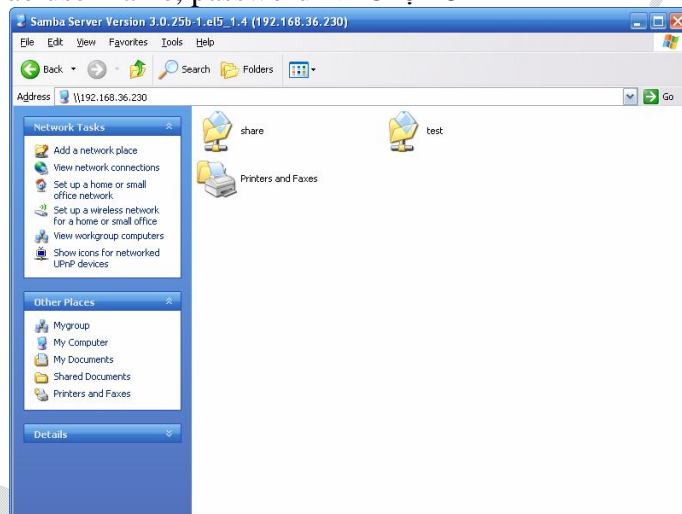 user name, password
Samba Server Version 3.0.25b-1.el5_1.4 (192.168.36.230)
File Edit View Favorites Tools Help
Back Search Folders
Address \\192.168.36.230 Go
Network Tasks
Add a network place
View network connections
Set up a home or small
office network
Set up a wireless network
for a home or small office
View workgroup computers
Show icons for networked
UPnP devices
Other Places
Mygroup
My Computer
My Documents
Shared Documents
Printers and Faxes
Details
share test
Printers and Faxes